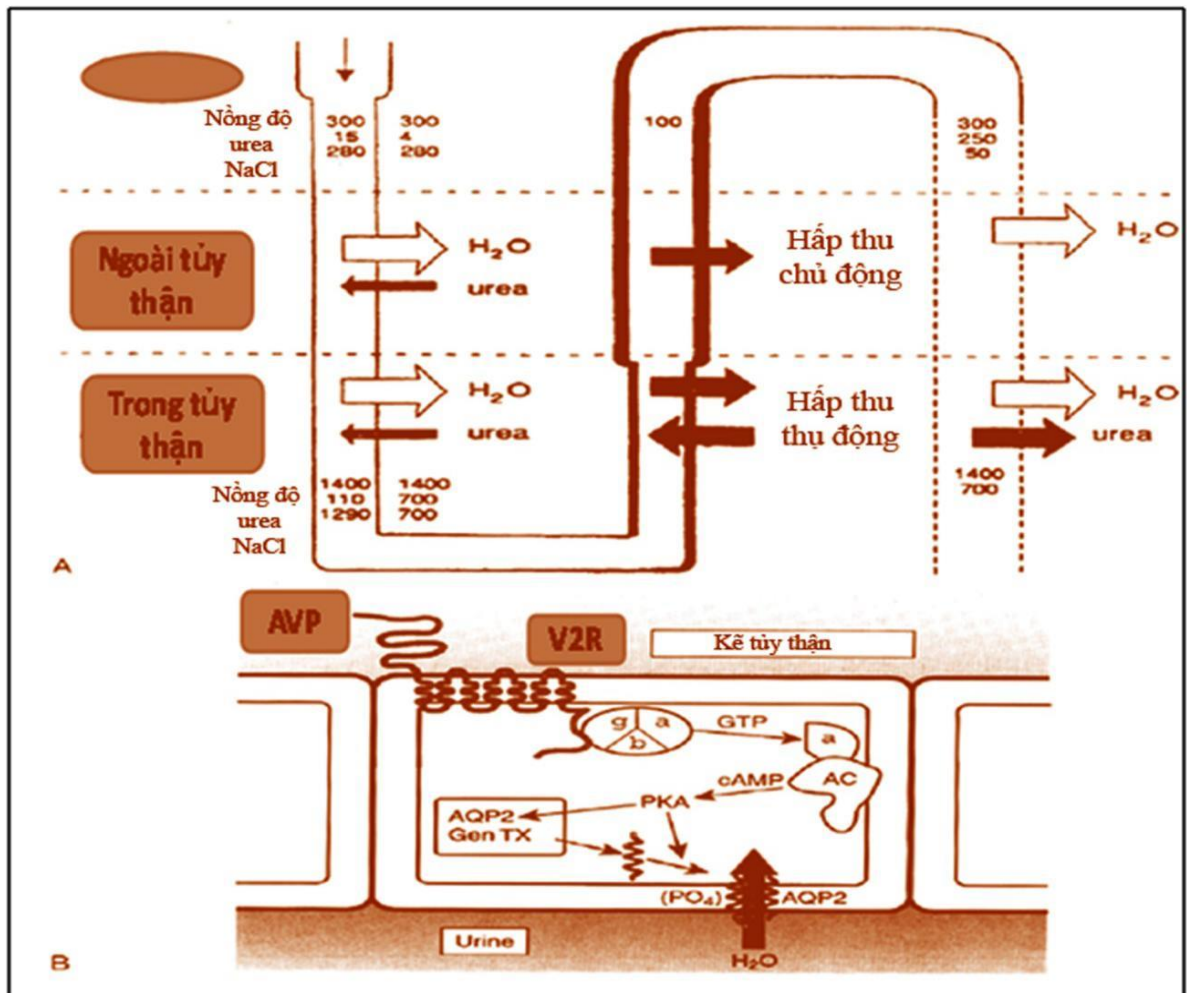 Nồng độ
urea
NaCl
300
15
280
300
4
280
100
300
250
50
Ngoài tủy
thận
H₂O
urea
Hấp thu
chủ động
H₂O
Trong tủy
thận
H₂O
urea
Hấp thu
thụ động
H₂O
urea
Nồng độ
urea
NaCl
1400
110
1290
1400
700
700
1400
700
A
AVP
V2R
Kẽ tủy thận
g a
b
GTP
a
AC
cAMP
PKA
AQP2
Gen TX
(PO₄)
AQP2
Urine
H₂O
B